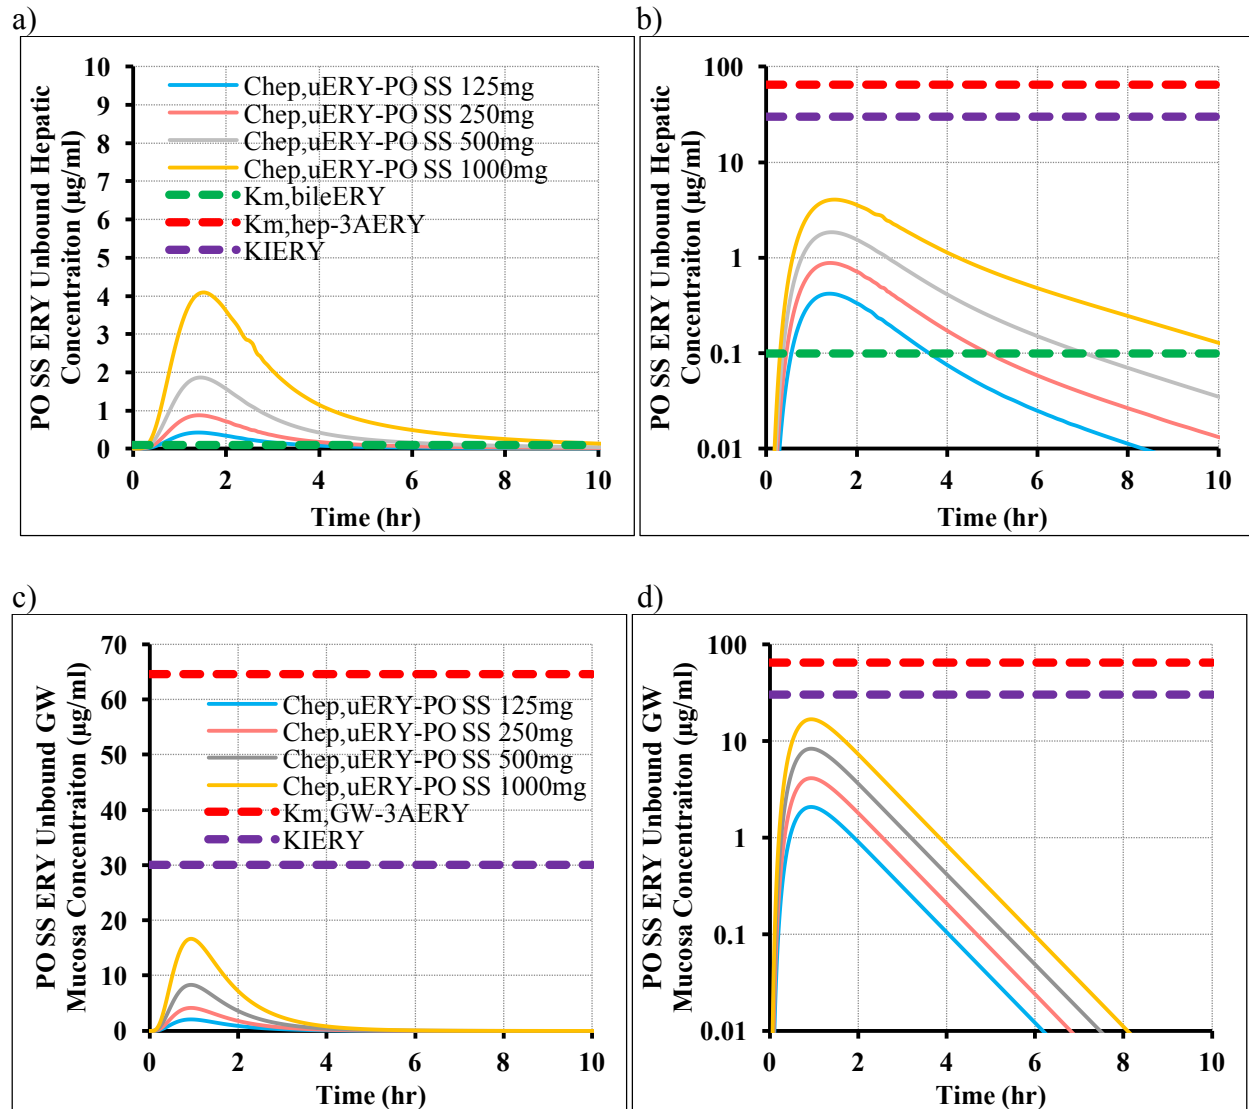 a)
PO SS ERY Unbound Hepatic
Concentraiton (µg/ml)
10
9
8
7
6
5
4
3
2
1
0
Chep,uERY-PO SS 125mg
Chep,uERY-PO SS 250mg
Chep,uERY-PO SS 500mg
Chep,uERY-PO SS 1000mg
Km,bileERY
Km,hep-3AERY
KIERY
0 2 4 6 8 10
Time (hr)
b)
PO SS ERY Unbound Hepatic
Concentraiton (µg/ml)
100
10
1
0.1
0.01
0 2 4 6 8 10
Time (hr)
c)
PO SS ERY Unbound GW
Mucosa Concentraiton (µg/ml)
70
60
50
40
30
20
10
0
Chep,uERY-PO SS 125mg
Chep,uERY-PO SS 250mg
Chep,uERY-PO SS 500mg
Chep,uERY-PO SS 1000mg
Km,GW-3AERY
KIERY
0 2 4 6 8 10
Time (hr)
d)
PO SS ERY Unbound GW
Mucosa Concentraiton (µg/ml)
100
10
1
0.1
0.01
0 2 4 6 8 10
Time (hr)